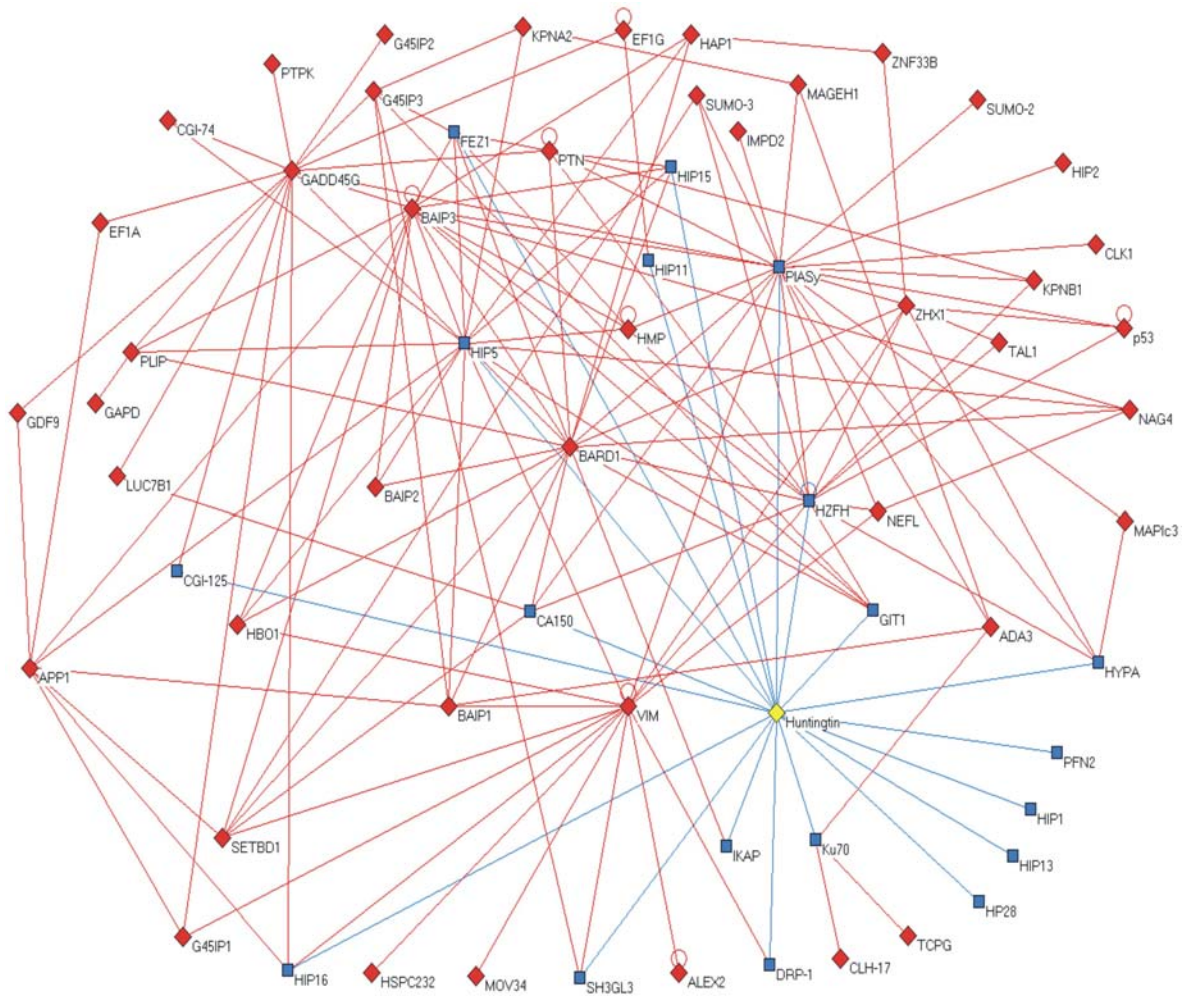 KPNA2
EF1G
HAP1
G45IP2
ZNF33B
PTPK
G45IP3
MAGEH1
SUMO-3
SUMO-2
CGI-74
FEZ1
IMPD2
PTN
HIP15
HIP2
GADD45G
BAIP3
EF1A
CLK1
HIP11
PIASy
KPNB1
ZHX1
HMP
p53
HIP5
TAL1
PLIP
GAPD
GDF9
NAG4
BARD1
LUC7B1
BAIP2
HZFH
NEFL
MAPIc3
CGI-125
CA150
GIT1
HBO1
ADA3
APP1
HYPA
BAIP1
VIM
Huntingtin
PFN2
HIP1
SETBD1
IKAP
Ku70
HIP13
HP28
G45IP1
TCPG
HIP16
HSPC232
MOV34
SH3GL3
ALEX2
DRP-1
CLH-17